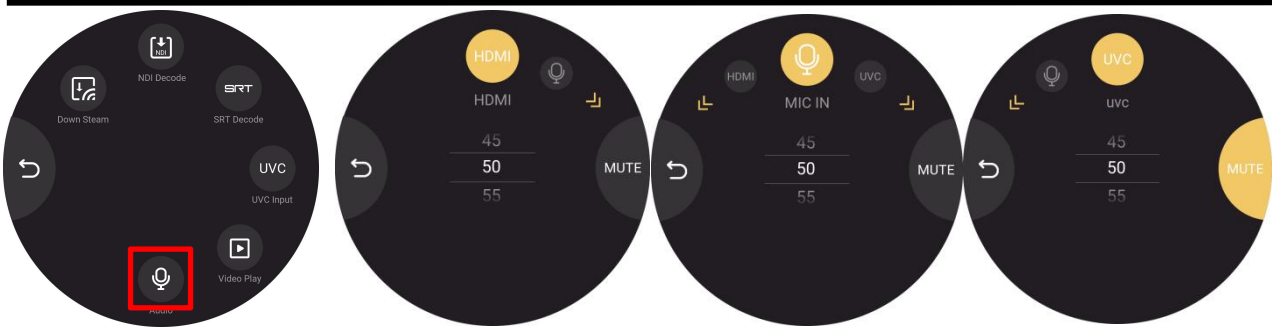 NDI
NDI Decode
Down Steam
SRT
SRT Decode
UVC
UVC Input
Video Play
Audio
HDMI
HDMI
45
50
55
MUTE
HDMI
UVC
MIC IN
45
50
55
MUTE
UVC
uvc
45
50
55
MUTE